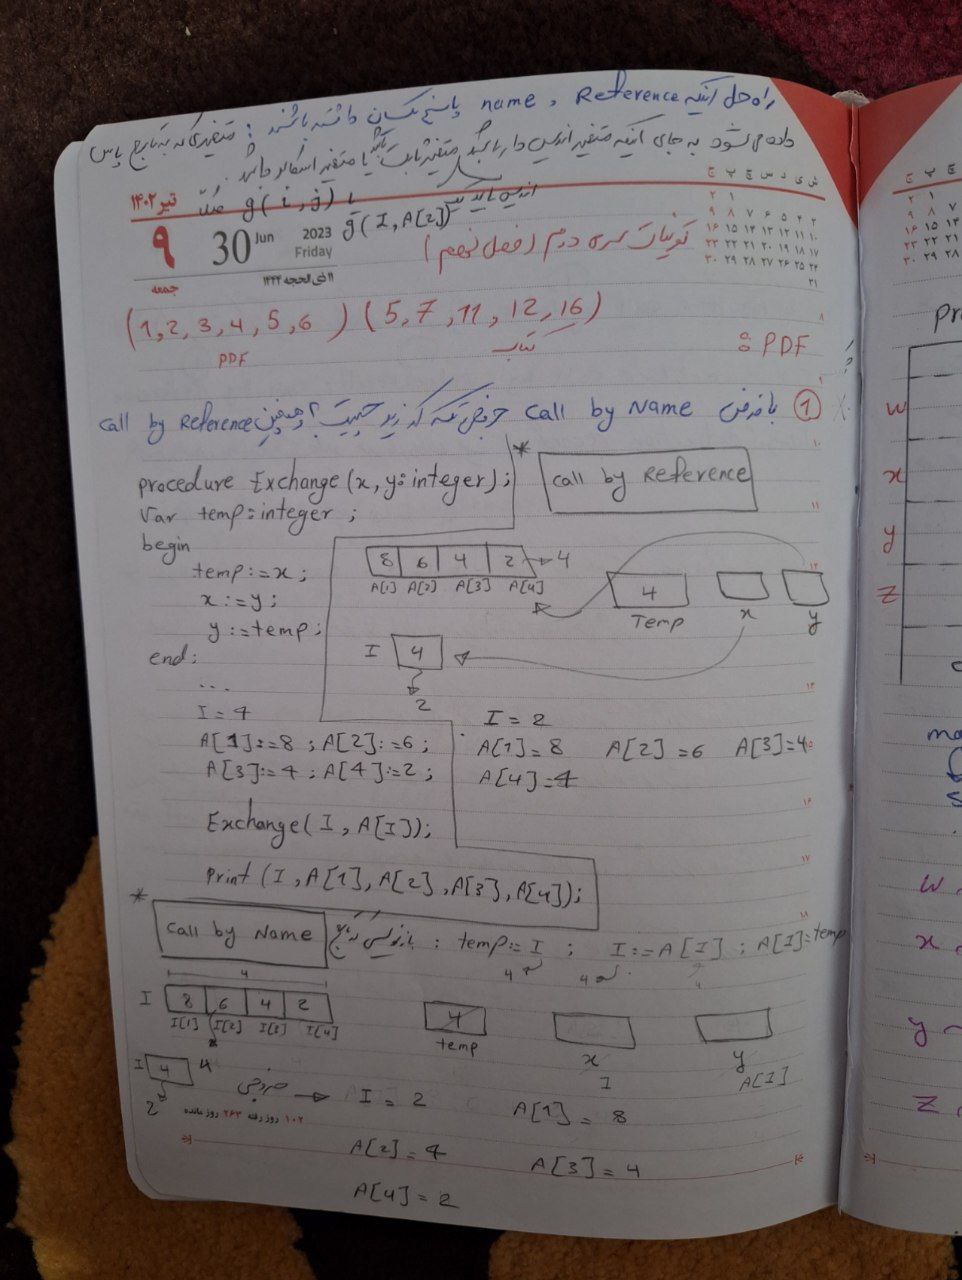 راه حل اینکه Reference و name پاسخ یکسان داشته باشند : متغیری که به تابع پاس
داده می شود به جای اینکه متغیر اندیس دار باشد متغیر ثابت یا متغیر اسکالر باشد.
مثلاً g(i,j) یا
g(I,A[2])
تیر ۱۴۰۲
۹
30 Jun
2023
Friday
جمعه
۱۱ ذی الحجه ۱۴۴۴
تمرینات سری دوم (فصل نهم)
(1,2,3,4,5,6) (5,7,11,12,16)
PDF
کتاب
PDF :
① با فرض call by Name خروجی تکه کد زیر چیست؟ همچنین call by Reference
procedure Exchange(x,y:integer);
Var temp:integer;
begin
temp:=x;
x:=y;
y:=temp;
end;
...
I=4
A[1]:=8 ; A[2]:=6;
A[3]:=4 ; A[4]:=2;
Exchange(I,A[I]);
Print(I,A[1],A[2],A[3],A[4]);
* call by Reference
8 6 4 2 → 4
A[1] A[2] A[3] A[4]
4
Temp x y
I 4
2
I=2
A[1]=8 A[2]=6 A[3]=4
A[4]=4
* call by Name
بازنویسی تابع : temp:=I ; I:=A[I] ; A[I]:=temp
4 4
4
I 8 6 4 2
I[1] I[2] I[3] I[4]
4
temp x y
I A[I]
I 4 4
2
خروجی → I=2 A[1]=8
۱۰۲ روز رفته ۲۶۳ روز مانده
A[2]=4 A[3]=4
A[4]=2
Pr
w
x
y
z
ma
w
x
y
z